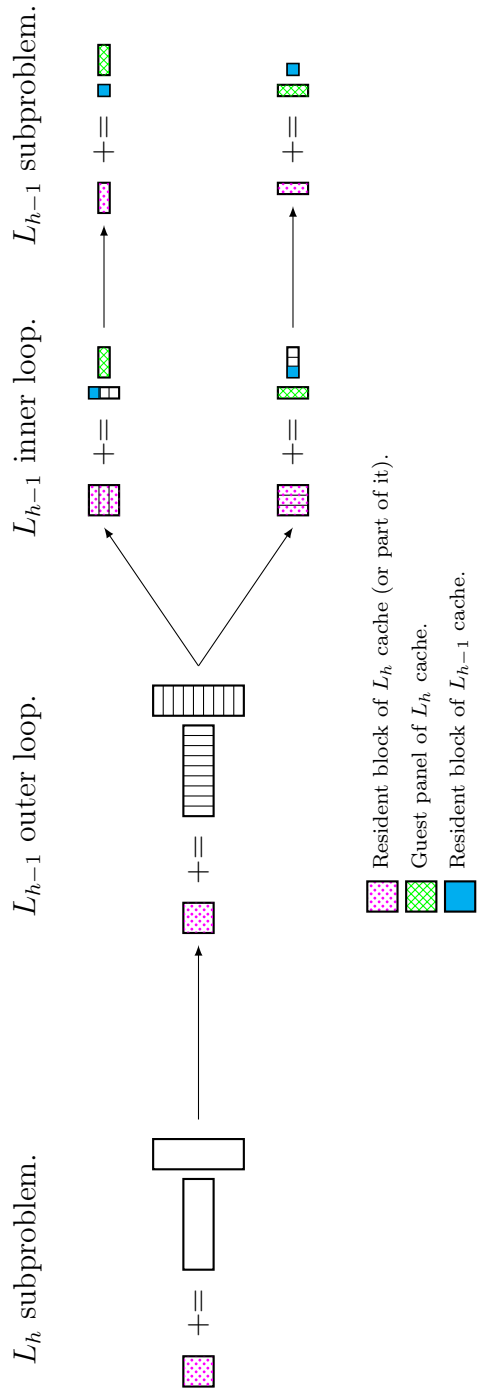 $L_h$ subproblem.
$L_{h-1}$ outer loop.
$L_{h-1}$ inner loop.
$L_{h-1}$ subproblem.
+=
+=
+=
+=
+=
+=
Resident block of $L_h$ cache (or part of it).
Guest panel of $L_h$ cache.
Resident block of $L_{h-1}$ cache.